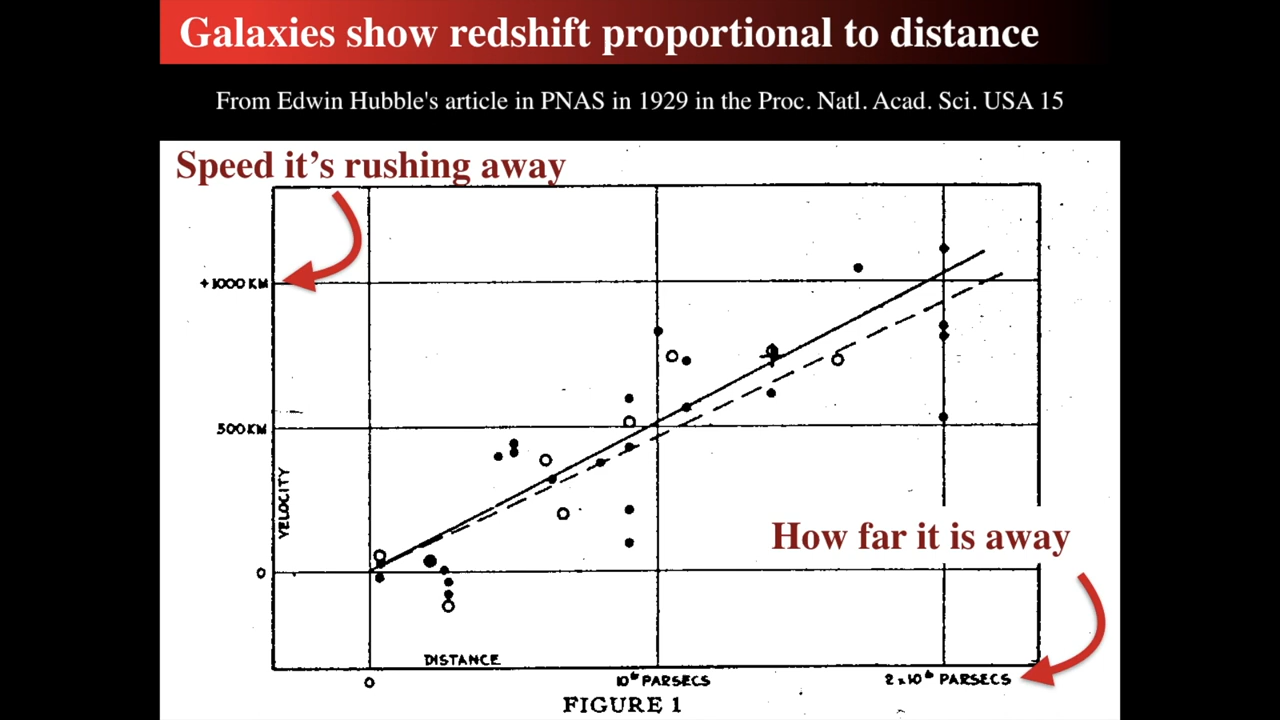 Galaxies show redshift proportional to distance
From Edwin Hubble's article in PNAS in 1929 in the Proc. Natl. Acad. Sci. USA 15
Speed it’s rushing away
+1000 KM
500 KM
VELOCITY
How far it is away
0
DISTANCE
0
10⁶ PARSECS
2 x 10⁶ PARSECS
FIGURE 1